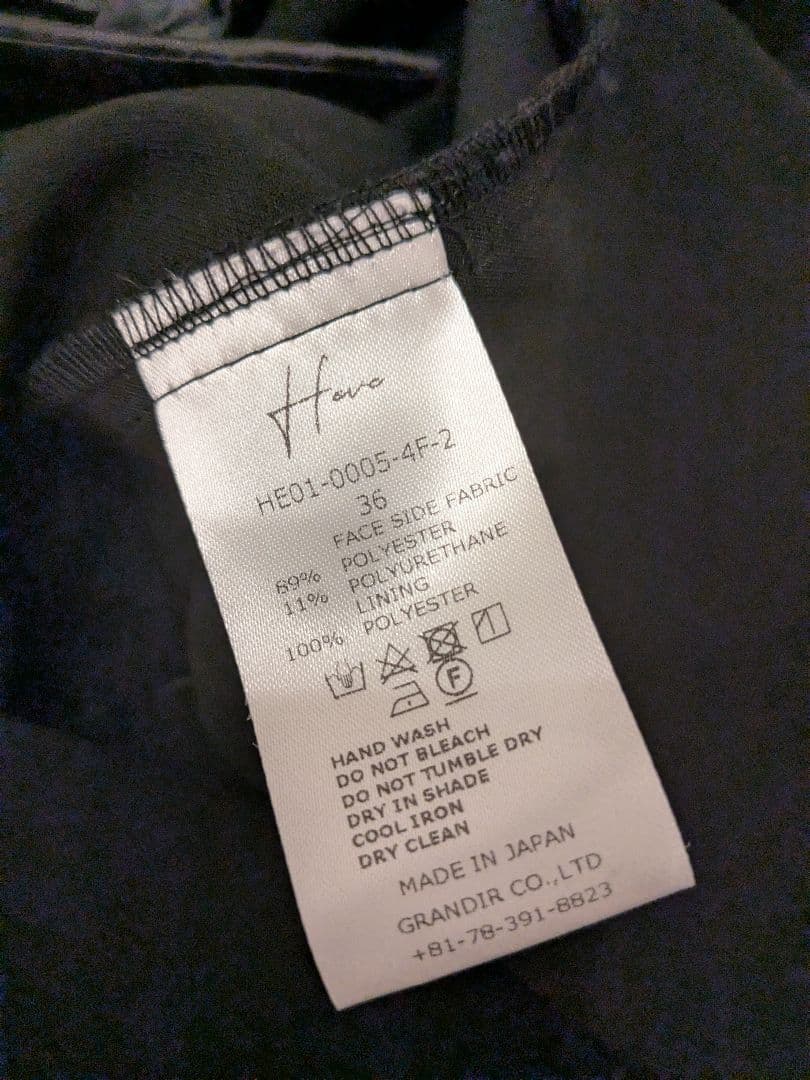 Heve
HE01-0005-4F-2
36
FACE SIDE FABRIC
89% POLYESTER
11% POLYURETHANE
LINING
100% POLYESTER
F
HAND WASH
DO NOT BLEACH
DO NOT TUMBLE DRY
DRY IN SHADE
COOL IRON
DRY CLEAN
MADE IN JAPAN
GRANDIR CO.,LTD
+81-78-391-8823